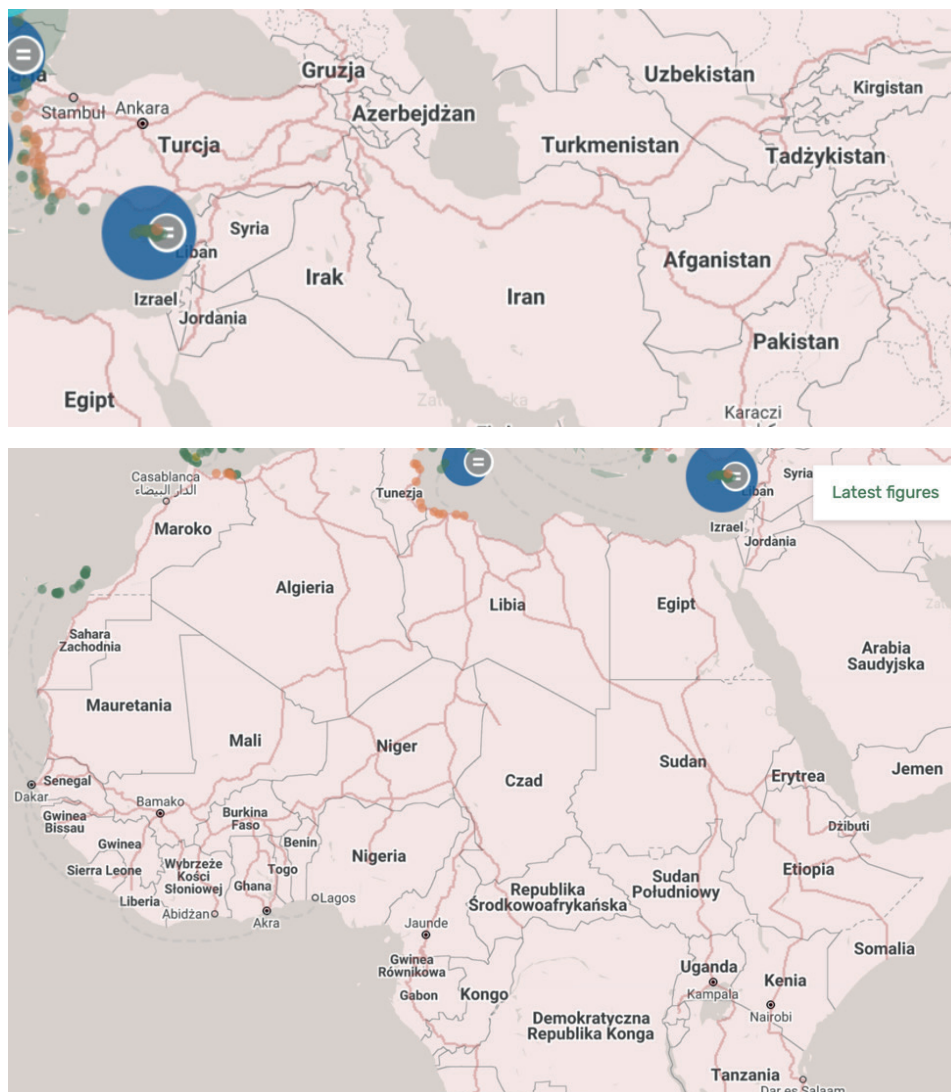 Gruzja
Uzbekistan
Kirgistan
Stambuł
Ankara
Azerbejdżan
Turcja
Turkmenistan
Tadżykistan
Syria
Liban
Afganistan
Irak
Iran
Izrael
Jordania
Pakistan
Egipt
Karaczi
Casablanca
الدار البيضاء
Tunezja
Syria
Liban
Latest figures
Maroko
Izrael
Jordania
Algieria
Libia
Egipt
Sahara
Zachodnia
Arabia
Saudyjska
Mauretania
Mali
Niger
Sudan
Czad
Erytrea
Jemen
Senegal
Dakar
Bamako
Gwinea
Bissau
Burkina
Faso
Dżibuti
Gwinea
Benin
Nigeria
Sierra Leone
Wybrzeże
Kości
Słoniowej
Togo
Ghana
Etiopia
Sudan
Południowy
Republika
Środkowoafrykańska
Liberia
Abidżan
Lagos
Akra
Jaunde
Somalia
Gwinea
Równikowa
Uganda
Kenia
Gabon
Kongo
Kampala
Nairobi
Demokratyczna
Republika Konga
Tanzania
Dar es Salaam